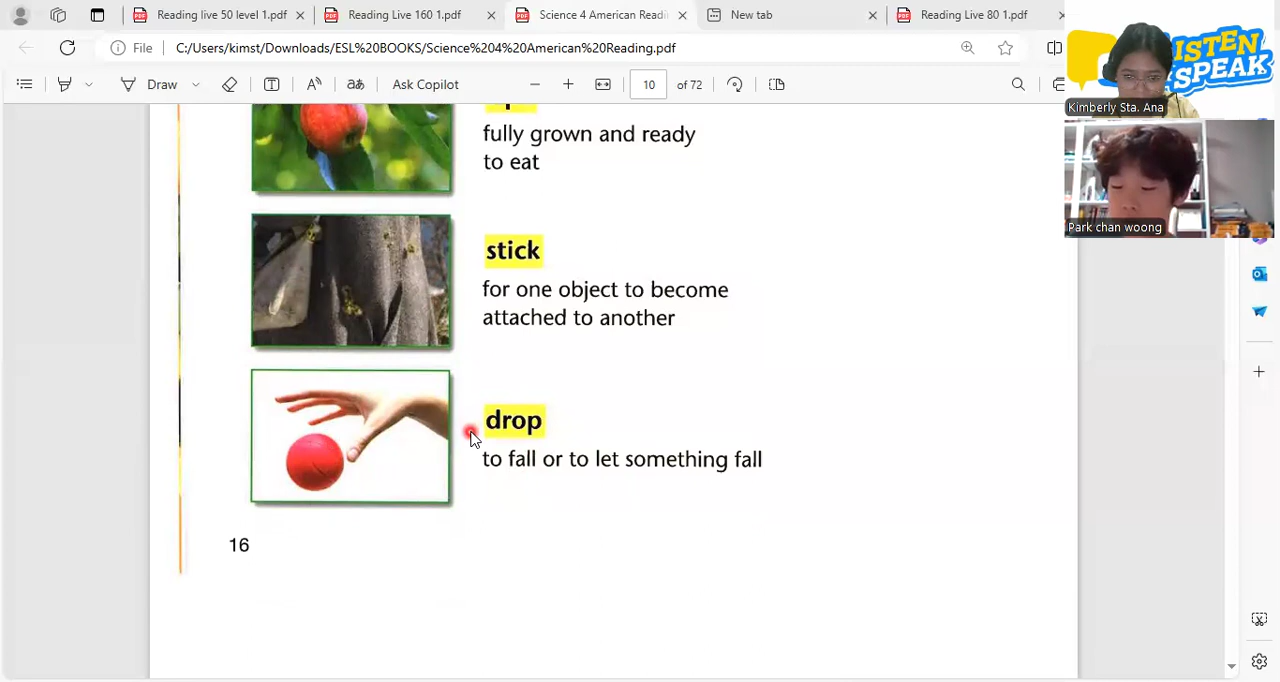 Reading live 50 level 1.pdf
Reading Live 160 1.pdf
Science 4 American Readi
New tab
Reading Live 80 1.pdf
File
C:/Users/kimst/Downloads/ESL%20BOOKS/Science%204%20American%20Reading.pdf
Draw
Ask Copilot
10
of 72
ISTEN
SPEAK
Kimberly Sta. Ana
Park chan woong
fully grown and ready
to eat
stick
for one object to become
attached to another
drop
to fall or to let something fall
16